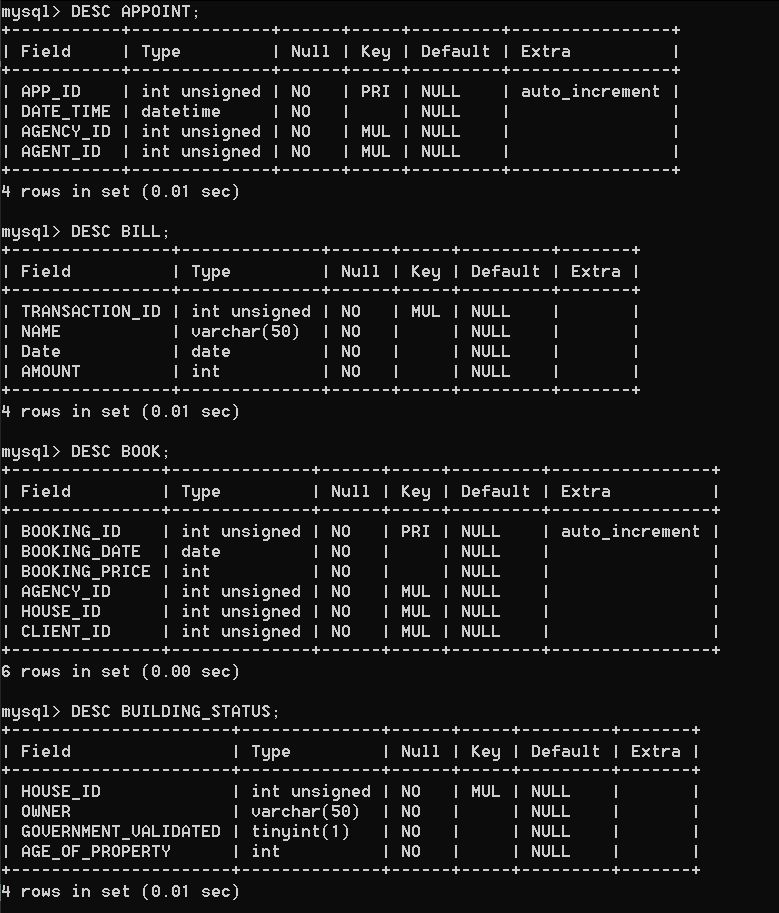 mysql> DESC APPOINT;
+-----------+--------------+------+-----+---------+----------------+
| Field     | Type         | Null | Key | Default | Extra          |
+-----------+--------------+------+-----+---------+----------------+
| APP_ID    | int unsigned | NO   | PRI | NULL    | auto_increment |
| DATE_TIME | datetime     | NO   |     | NULL    |                |
| AGENCY_ID | int unsigned | NO   | MUL | NULL    |                |
| AGENT_ID  | int unsigned | NO   | MUL | NULL    |                |
+-----------+--------------+------+-----+---------+----------------+
4 rows in set (0.01 sec)
mysql> DESC BILL;
+----------------+--------------+------+-----+---------+-------+
| Field          | Type         | Null | Key | Default | Extra |
+----------------+--------------+------+-----+---------+-------+
| TRANSACTION_ID | int unsigned | NO   | MUL | NULL    |       |
| NAME           | varchar(50)  | NO   |     | NULL    |       |
| Date           | date         | NO   |     | NULL    |       |
| AMOUNT         | int          | NO   |     | NULL    |       |
+----------------+--------------+------+-----+---------+-------+
4 rows in set (0.01 sec)
mysql> DESC BOOK;
+---------------+--------------+------+-----+---------+----------------+
| Field         | Type         | Null | Key | Default | Extra          |
+---------------+--------------+------+-----+---------+----------------+
| BOOKING_ID    | int unsigned | NO   | PRI | NULL    | auto_increment |
| BOOKING_DATE  | date         | NO   |     | NULL    |                |
| BOOKING_PRICE | int          | NO   |     | NULL    |                |
| AGENCY_ID     | int unsigned | NO   | MUL | NULL    |                |
| HOUSE_ID      | int unsigned | NO   | MUL | NULL    |                |
| CLIENT_ID     | int unsigned | NO   | MUL | NULL    |                |
+---------------+--------------+------+-----+---------+----------------+
6 rows in set (0.00 sec)
mysql> DESC BUILDING_STATUS;
+----------------------+--------------+------+-----+---------+-------+
| Field                | Type         | Null | Key | Default | Extra |
+----------------------+--------------+------+-----+---------+-------+
| HOUSE_ID             | int unsigned | NO   | MUL | NULL    |       |
| OWNER                | varchar(50)  | NO   |     | NULL    |       |
| GOVERNMENT_VALIDATED | tinyint(1)   | NO   |     | NULL    |       |
| AGE_OF_PROPERTY      | int          | NO   |     | NULL    |       |
+----------------------+--------------+------+-----+---------+-------+
4 rows in set (0.01 sec)